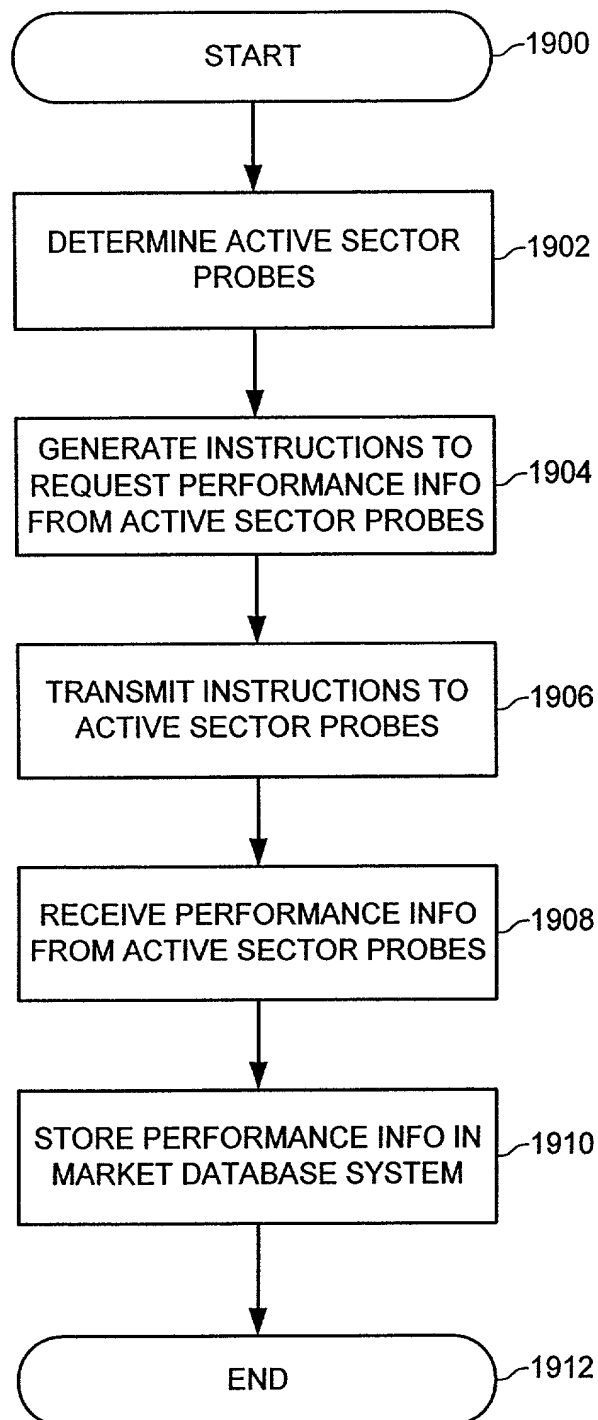 START
1900
DETERMINE ACTIVE SECTOR
PROBES
1902
GENERATE INSTRUCTIONS TO
REQUEST PERFORMANCE INFO
FROM ACTIVE SECTOR PROBES
1904
TRANSMIT INSTRUCTIONS TO
ACTIVE SECTOR PROBES
1906
RECEIVE PERFORMANCE INFO
FROM ACTIVE SECTOR PROBES
1908
STORE PERFORMANCE INFO IN
MARKET DATABASE SYSTEM
1910
END
1912